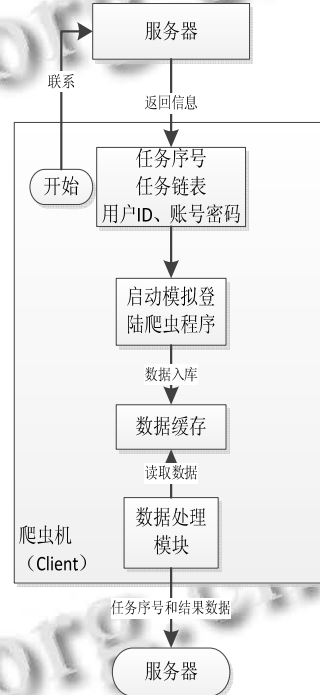 服务器
联系
返回信息
开始
任务序号
任务链表
用户ID、账号密码
启动模拟登
陆爬虫程序
数据入库
数据缓存
读取数据
数据处理
模块
爬虫机
（Client）
任务序号和结果数据
服务器